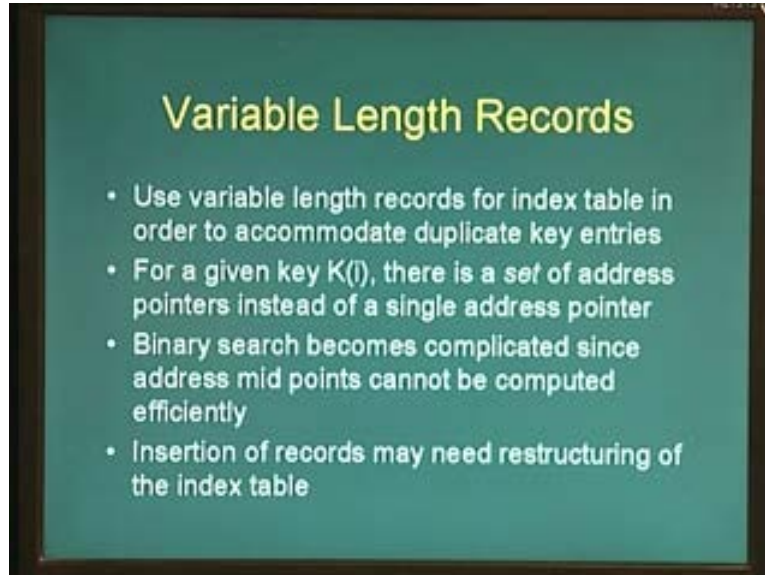 Variable Length Records
• Use variable length records for index table in
order to accommodate duplicate key entries
• For a given key K(i), there is a set of address
pointers instead of a single address pointer
• Binary search becomes complicated since
address mid points cannot be computed
efficiently
• Insertion of records may need restructuring of
the index table